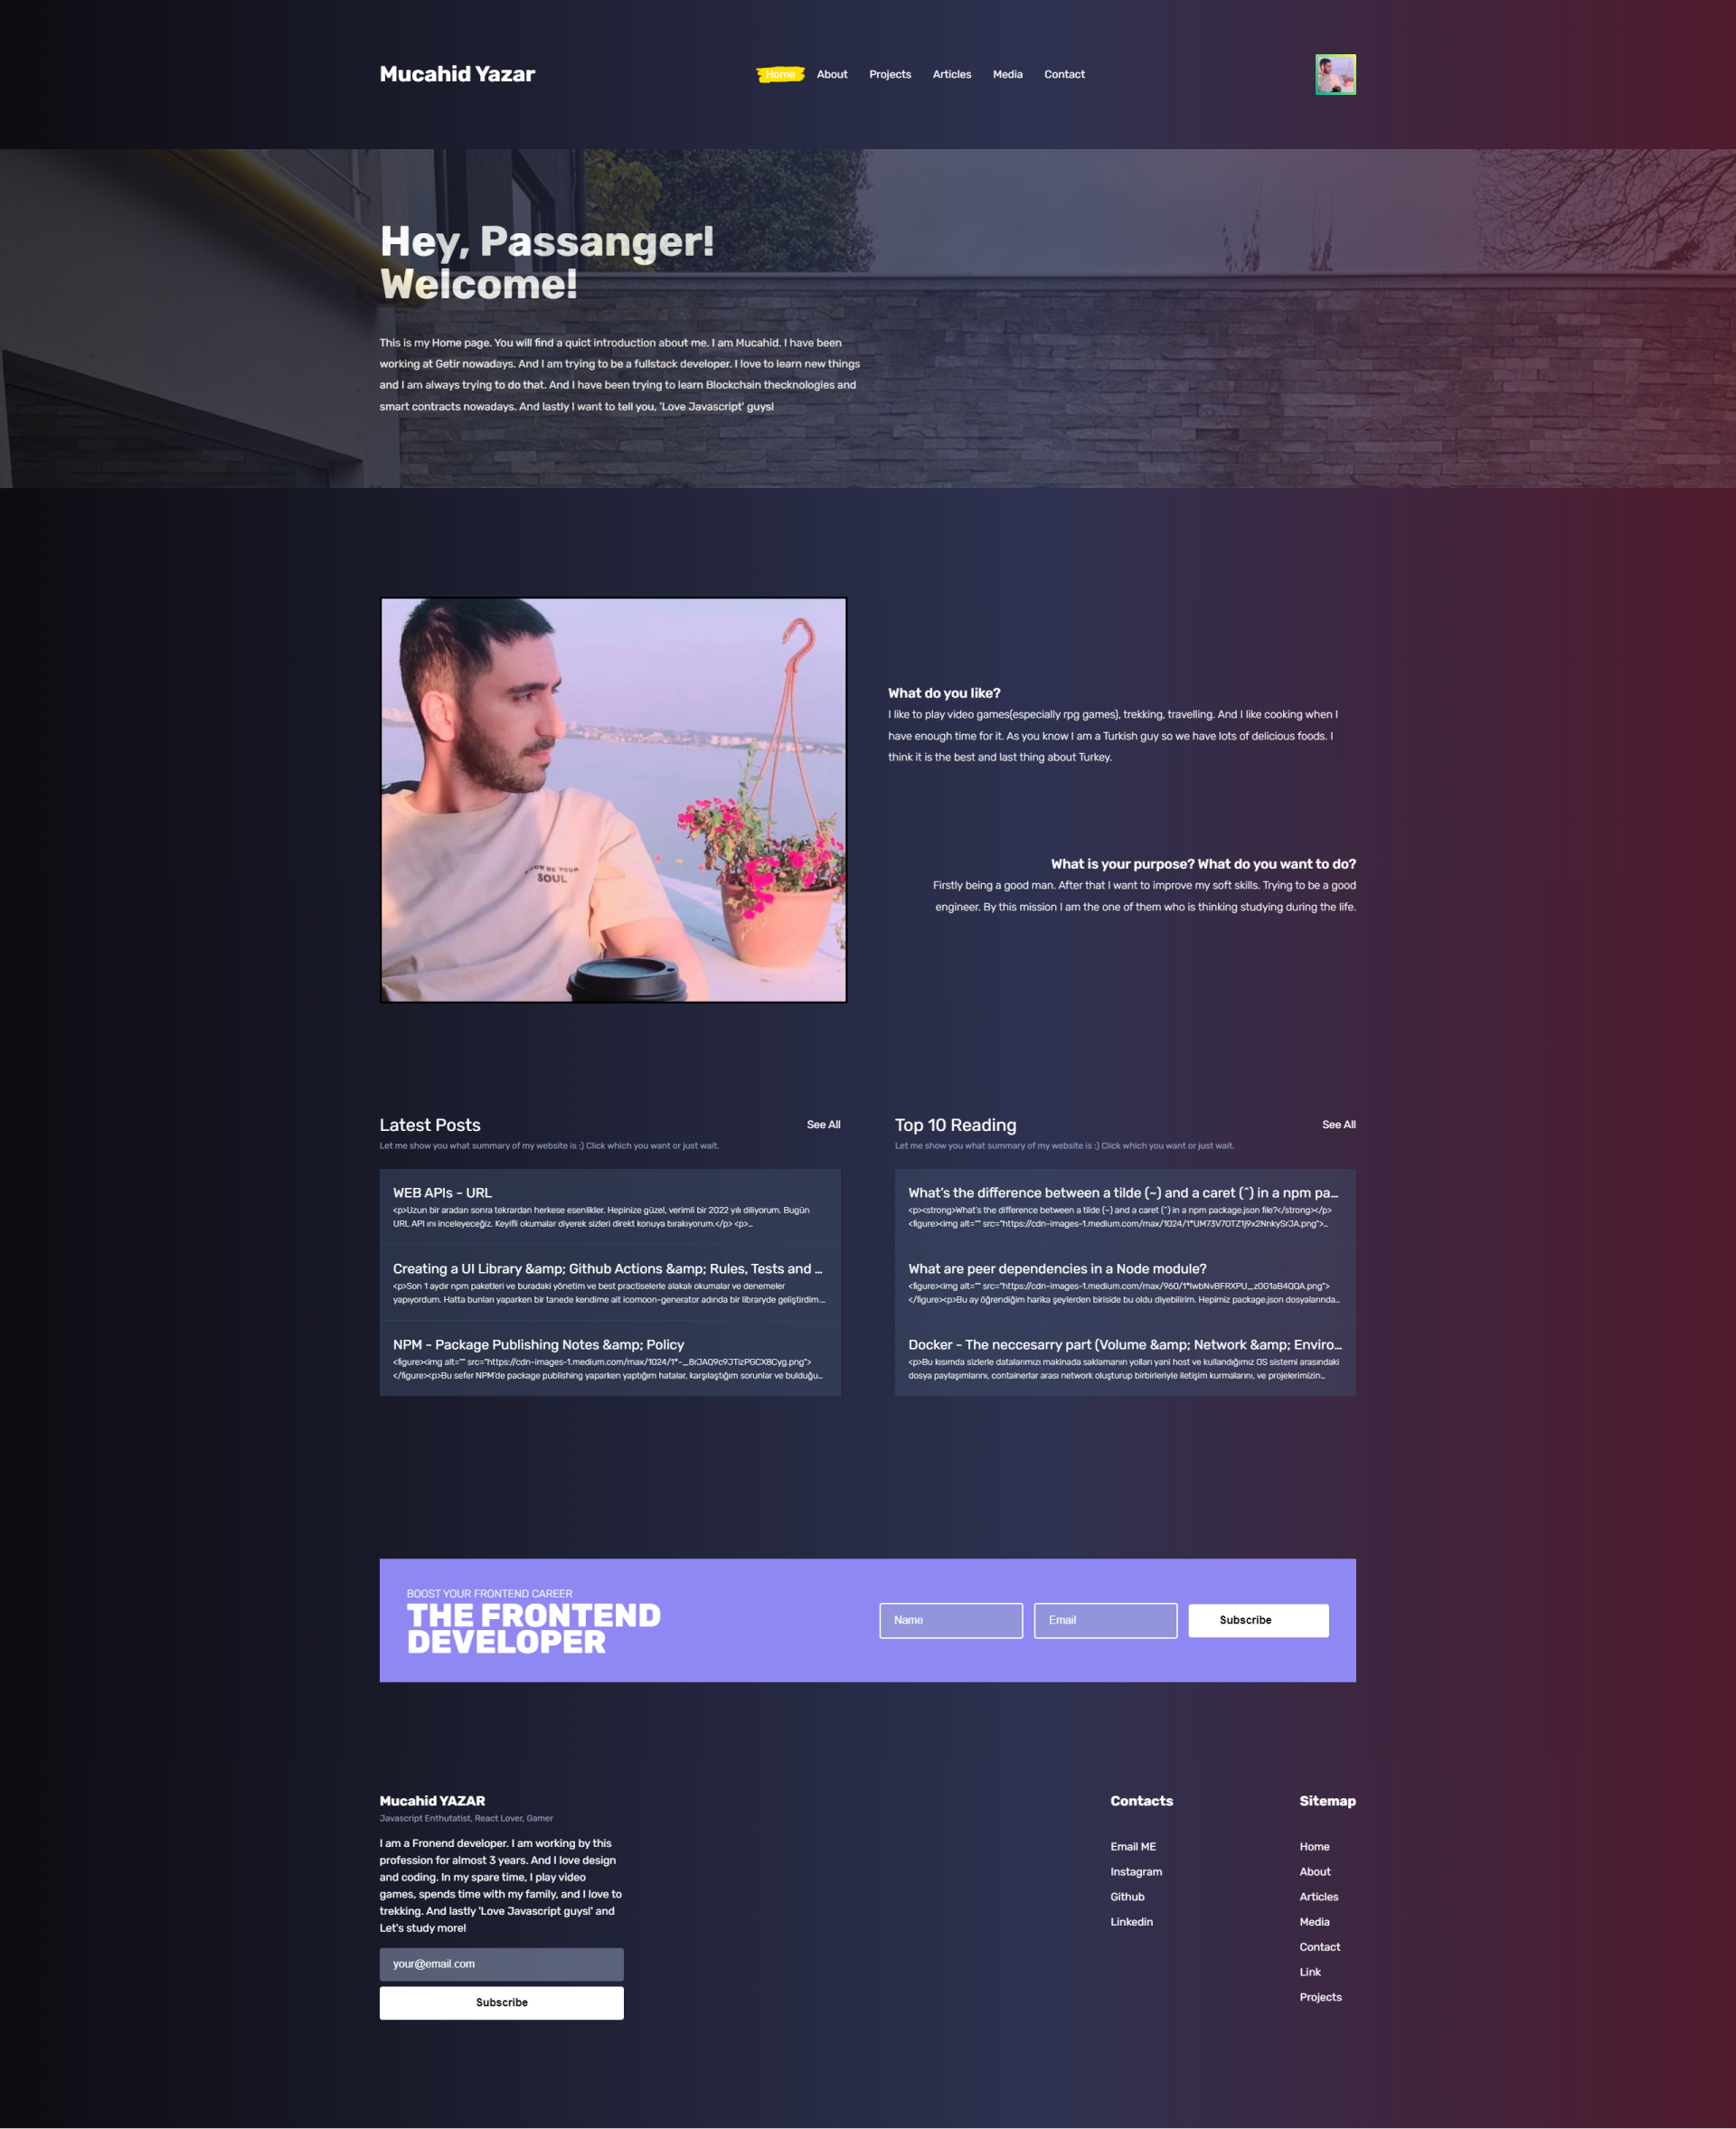 Mucahid Yazar
Home About Projects Articles Media Contact
Hey, Passanger!
Welcome!
This is my Home page. You will find a quict introduction about me. I am Mucahid. I have been
working at Getir nowadays. And I am trying to be a fullstack developer. I love to learn new things
and I am always trying to do that. And I have been trying to learn Blockchain thecknologies and
smart contracts nowadays. And lastly I want to tell you, 'Love Javascript' guys!
SOUL
What do you like?
I like to play video games(especially rpg games), trekking, travelling. And I like cooking when I
have enough time for it. As you know I am a Turkish guy so we have lots of delicious foods. I
think it is the best and last thing about Turkey.
What is your purpose? What do you want to do?
Firstly being a good man. After that I want to improve my soft skills. Trying to be a good
engineer. By this mission I am the one of them who is thinking studying during the life.
Latest Posts
See All
Let me show you what summary of my website is :) Click which you want or just wait.
WEB APIs - URL
<p>Uzun bir aradan sonra tekrardan herkese esenlikler. Hepinize güzel, verimli bir 2022 yılı diliyorum. Bugün
URL API ını inceleyeceğiz. Keyifli okumalar diyerek sizleri direkt konuya bırakıyorum.</p> <p>...
Creating a UI Library &amp; Github Actions &amp; Rules, Tests and ...
<p>Son 1 aydır npm paketleri ve buradaki yönetim ve best practiselerle alakalı okumalar ve denemeler
yapıyordum. Hatta bunları yaparken bir tanede kendime ait icomoon-generator adında bir libraryde geliştirdim....
NPM - Package Publishing Notes &amp; Policy
<figure><img alt="" src="https://cdn-images-1.medium.com/max/1024/1*-_8rJAQ9c9JTizPGCX8Cyg.png">
</figure><p>Bu sefer NPM'de package publishing yaparken yaptığım hatalar, karşılaştığım sorunlar ve bulduğu...
Top 10 Reading
See All
Let me show you what summary of my website is :) Click which you want or just wait.
What's the difference between a tilde (~) and a caret (^) in a npm pa...
<p><strong>What's the difference between a tilde (~) and a caret (^) in a npm package.json file?</strong></p>
<figure><img alt="" src="https://cdn-images-1.medium.com/max/1024/1*UM73V7OTZ1j9x2NnkySrJA.png">...
What are peer dependencies in a Node module?
<figure><img alt="" src="https://cdn-images-1.medium.com/max/960/1*IwbNvBFRXPU_z0G1aB4Q0A.png">
</figure><p>Bu ay öğrendiğim harika şeylerden biriside bu oldu diyebilirim. Hepimiz package.json dosyalarında...
Docker - The neccesarry part (Volume &amp; Network &amp; Enviro...
<p>Bu kısımda sizlerle datalarımızı makinada saklamanın yolları yani host ve kullandığımız OS sistemi arasındaki
dosya paylaşımlarını, containerlar arası network oluşturup birbirleriyle iletişim kurmalarını, ve projelerimizin...
BOOST YOUR FRONTEND CAREER
THE FRONTEND
DEVELOPER
Name
Email
Subscribe
Mucahid YAZAR
Javascript Enthutatist, React Lover, Gamer
I am a Fronend developer. I am working by this
profession for almost 3 years. And I love design
and coding. In my spare time, I play video
games, spends time with my family, and I love to
trekking. And lastly 'Love Javascript guys!' and
Let's study more!
your@email.com
Subscribe
Contacts
Email ME
Instagram
Github
Linkedin
Sitemap
Home
About
Articles
Media
Contact
Link
Projects